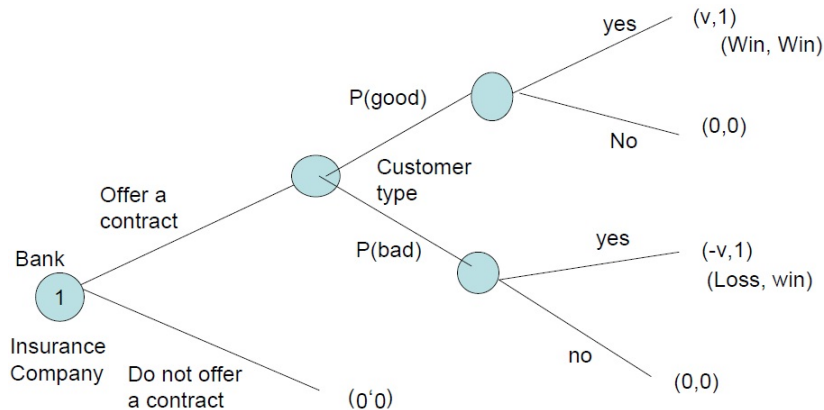 yes
(v,1)
(Win, Win)
P(good)
(0,0)
No
Customer
type
Offer a
contract
P(bad)
yes
(-v,1)
(Loss, win)
Bank
1
Insurance
Company
Do not offer
a contract
(0‘0)
no
(0,0)